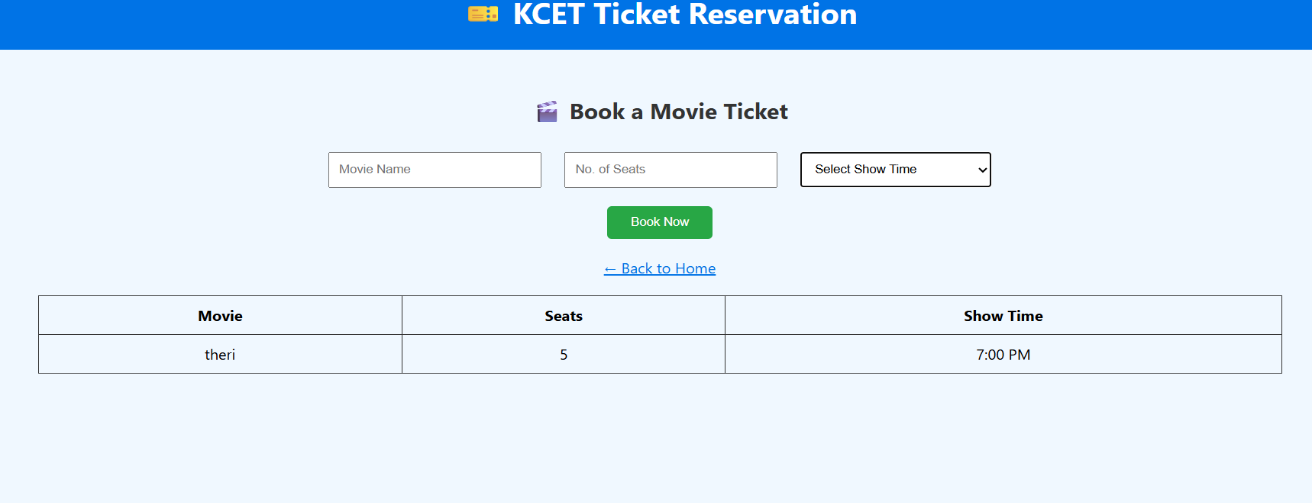 🎫 KCET Ticket Reservation
🎬 Book a Movie Ticket
Movie Name No. of Seats Select Show Time
Book Now
← Back to Home
Movie Seats Show Time
theri 5 7:00 PM